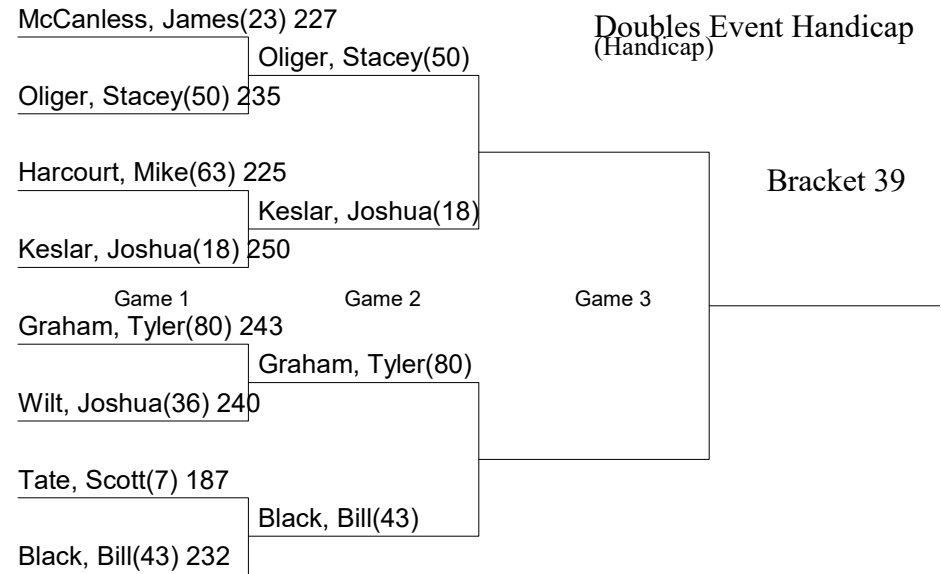 McCanless, James(23) 227
Doubles Event Handicap
(Handicap)
Oliger, Stacey(50)
Oliger, Stacey(50) 235
Harcourt, Mike(63) 225
Bracket 39
Keslar, Joshua(18)
Keslar, Joshua(18) 250
Game 1
Game 2
Game 3
Graham, Tyler(80) 243
Graham, Tyler(80)
Wilt, Joshua(36) 240
Tate, Scott(7) 187
Black, Bill(43)
Black, Bill(43) 232